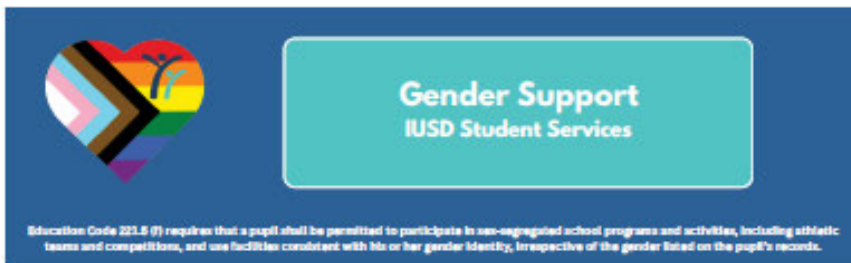 Gender Support
IUSD Student Services
Education Code 221.5 (f) requires that a pupil shall be permitted to participate in sex-segregated school programs and activities, including athletic
teams and competitions, and use facilities consistent with his or her gender identity, irrespective of the gender listed on the pupil's records.